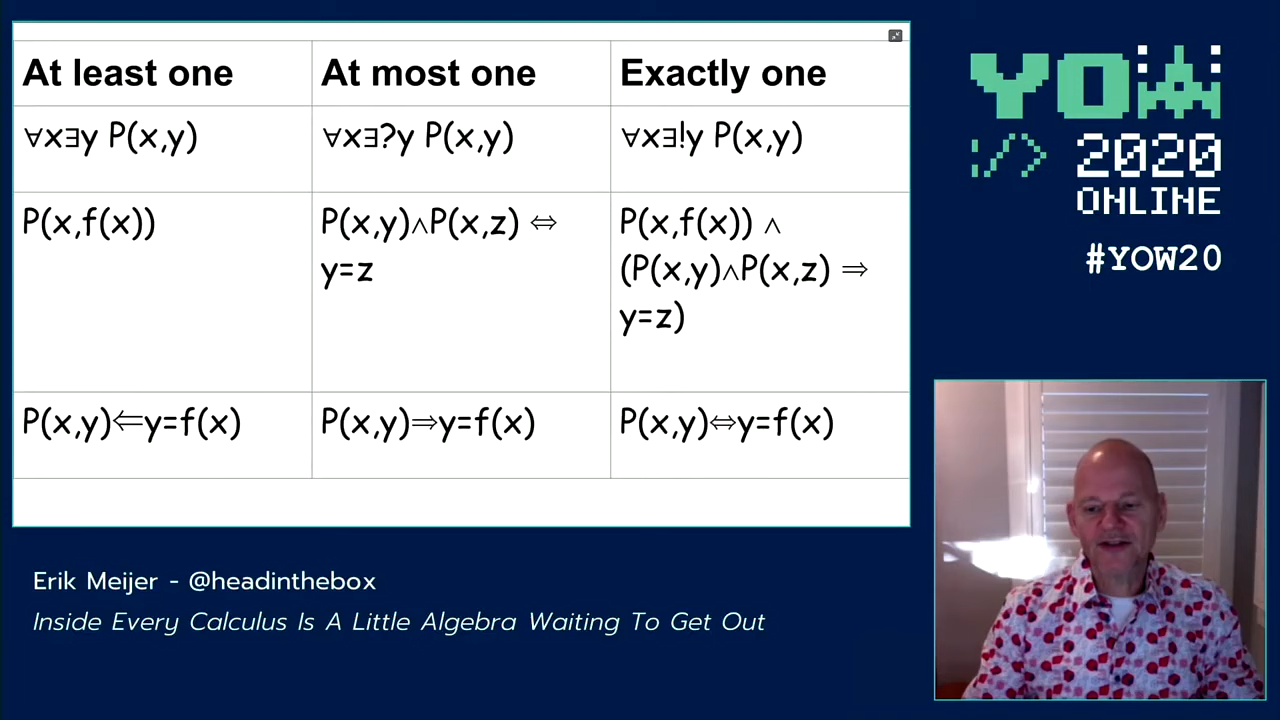 At least one
At most one
Exactly one
∀x∃y P(x,y)
∀x∃?y P(x,y)
∀x∃!y P(x,y)
P(x,f(x))
P(x,y)∧P(x,z) ⇔
y=z
P(x,f(x)) ∧
(P(x,y)∧P(x,z) ⇒
y=z)
P(x,y)⇐y=f(x)
P(x,y)⇒y=f(x)
P(x,y)⇔y=f(x)
YOW
:/> 2020
ONLINE
#YOW20
Erik Meijer - @headinthebox
Inside Every Calculus Is A Little Algebra Waiting To Get Out